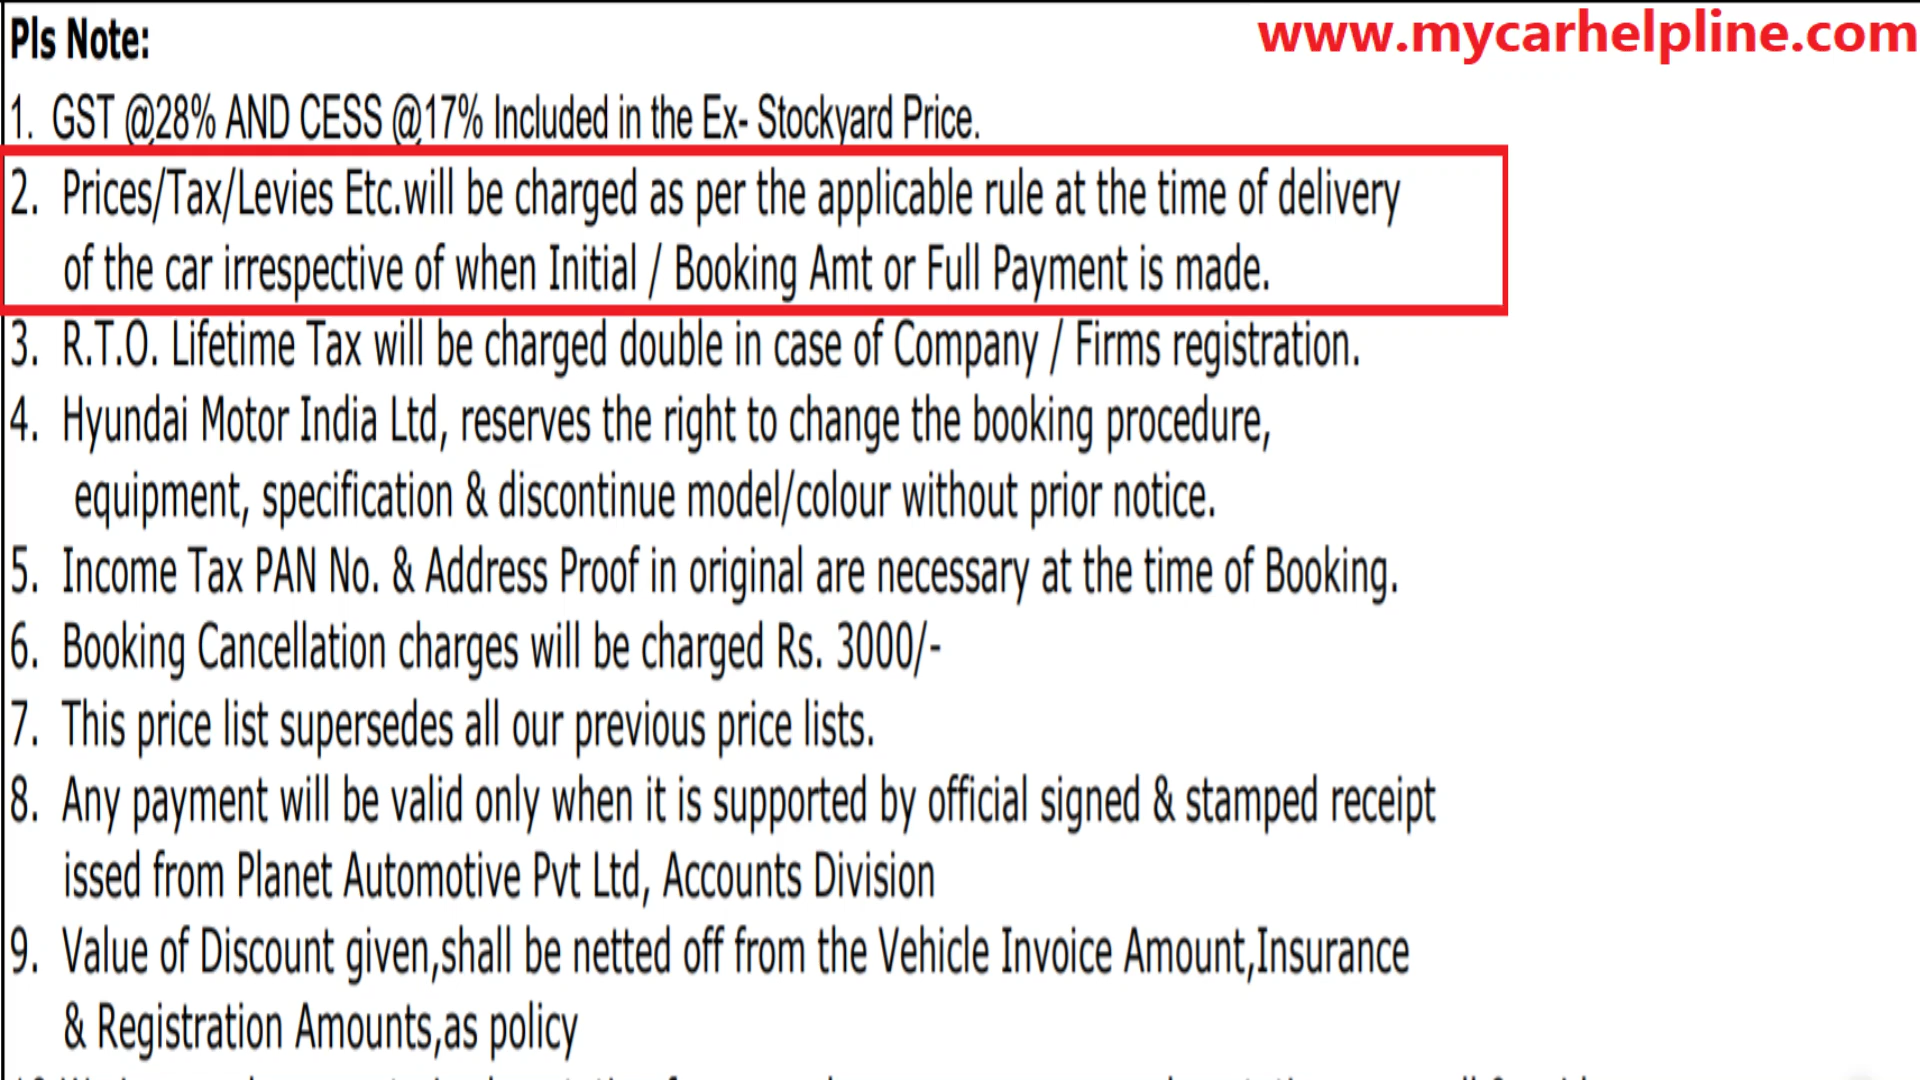 Pls Note:
www.mycarhelpline.com
1. GST @28% AND CESS @17% Included in the Ex- Stockyard Price.
2. Prices/Tax/Levies Etc.will be charged as per the applicable rule at the time of delivery
of the car irrespective of when Initial / Booking Amt or Full Payment is made.
3. R.T.O. Lifetime Tax will be charged double in case of Company / Firms registration.
4. Hyundai Motor India Ltd, reserves the right to change the booking procedure,
equipment, specification & discontinue model/colour without prior notice.
5. Income Tax PAN No. & Address Proof in original are necessary at the time of Booking.
6. Booking Cancellation charges will be charged Rs. 3000/-
7. This price list supersedes all our previous price lists.
8. Any payment will be valid only when it is supported by official signed & stamped receipt
issed from Planet Automotive Pvt Ltd, Accounts Division
9. Value of Discount given,shall be netted off from the Vehicle Invoice Amount,Insurance
& Registration Amounts,as policy